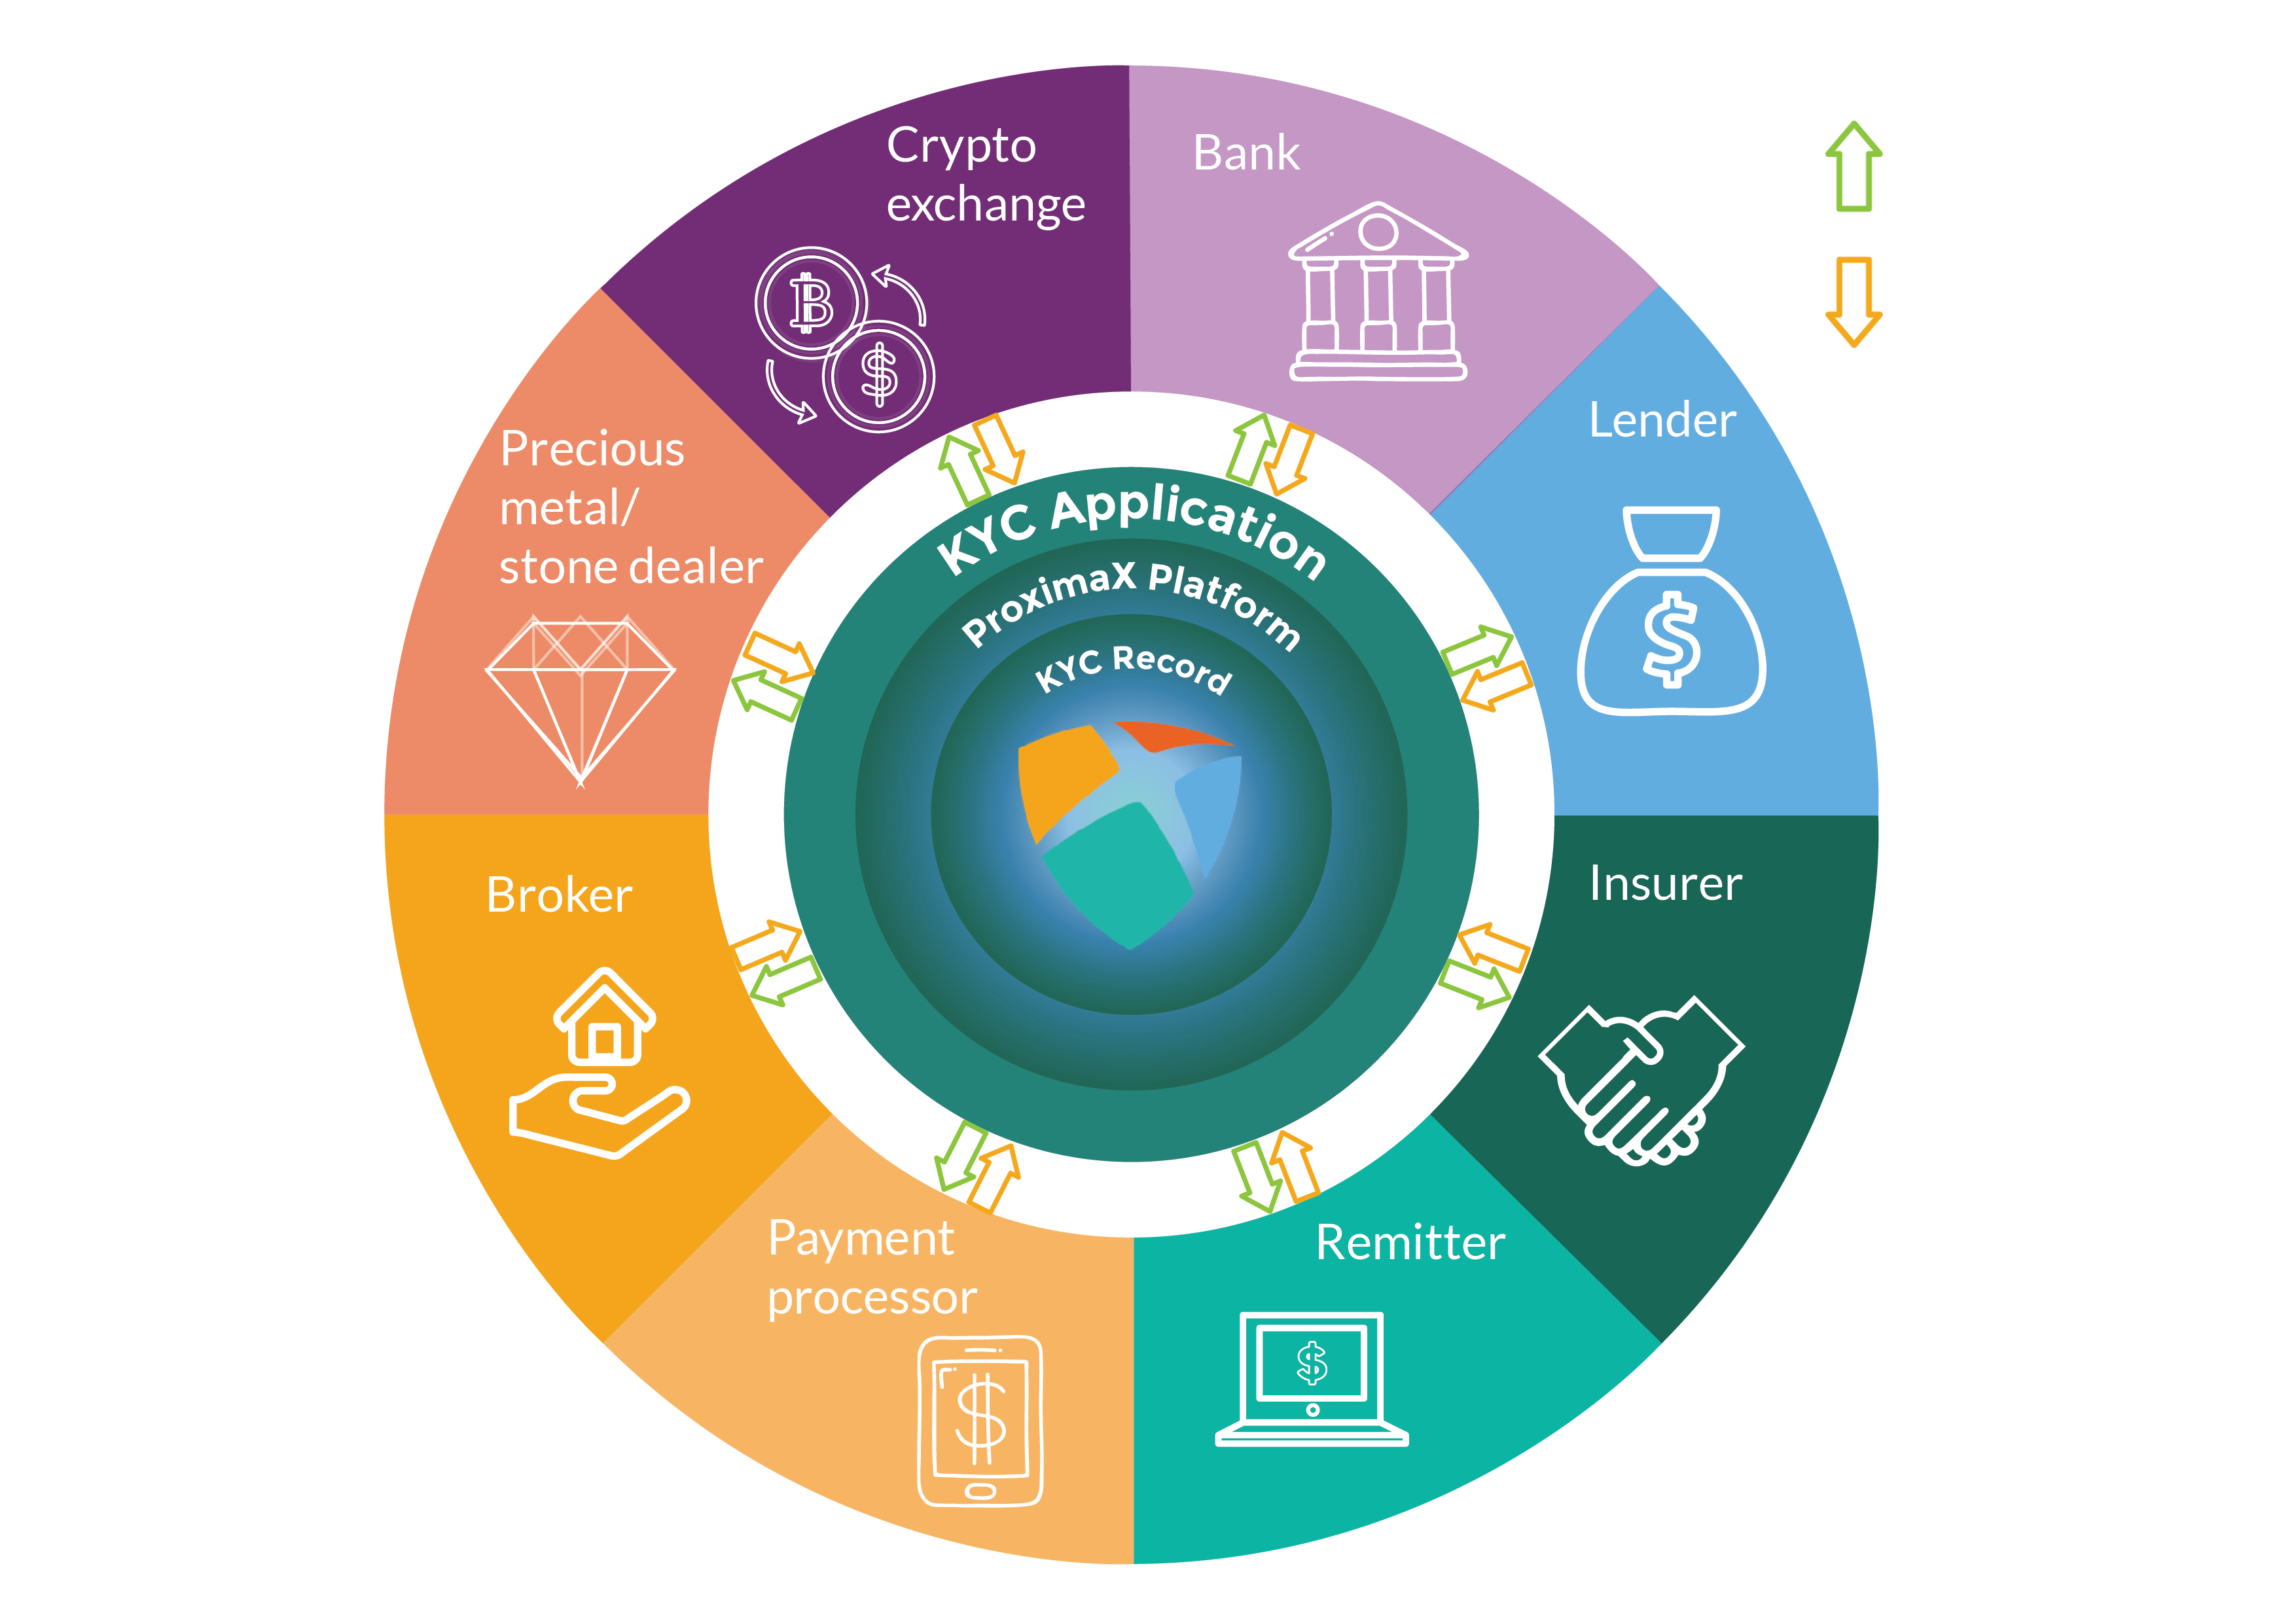 Crypto
exchange
Bank
Lender
Precious
metal/
stone dealer
KYC Application
ProximaX Platform
KYC Record
Broker
Insurer
Payment
processor
Remitter